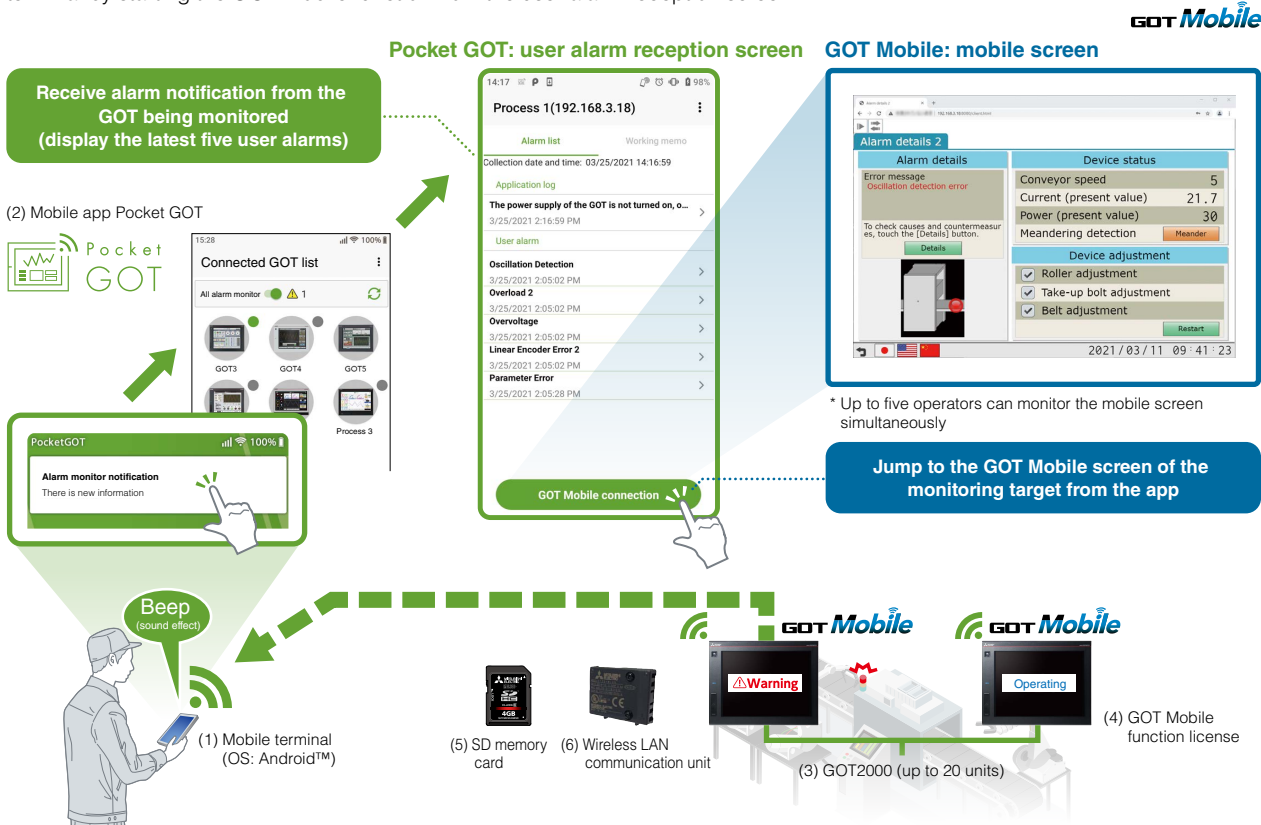 GOT Mobile
Pocket GOT: user alarm reception screen
GOT Mobile: mobile screen
Receive alarm notification from the
GOT being monitored
(display the latest five user alarms)
(2) Mobile app Pocket GOT
Pocket
GOT
15:28
100%
Connected GOT list
All alarm monitor
1
GOT3
GOT4
GOT5
Process 3
PocketGOT
100%
Alarm monitor notification
There is new information
14:17
98%
Process 1(192.168.3.18)
Alarm list
Working memo
Collection date and time: 03/25/2021 14:16:59
Application log
The power supply of the GOT is not turned on, o...
3/25/2021 2:16:59 PM
User alarm
Oscillation Detection
3/25/2021 2:05:02 PM
Overload 2
3/25/2021 2:05:02 PM
Overvoltage
3/25/2021 2:05:02 PM
Linear Encoder Error 2
3/25/2021 2:05:02 PM
Parameter Error
3/25/2021 2:05:28 PM
GOT Mobile connection
Alarm details 2
Alarm details 2
Alarm details
Error message
Oscillation detection error
To check causes and countermeasur
es, touch the [Details] button.
Details
Device status
Conveyor speed 5
Current (present value) 21.7
Power (present value) 30
Meandering detection Meander
Device adjustment
Roller adjustment
Take-up bolt adjustment
Belt adjustment
Restart
2021/03/11 09:41:23
* Up to five operators can monitor the mobile screen
simultaneously
Jump to the GOT Mobile screen of the
monitoring target from the app
Beep
(sound effect)
(1) Mobile terminal
(OS: Android™)
4GB
(5) SD memory
card
(6) Wireless LAN
communication unit
GOT Mobile
Warning
GOT Mobile
Operating
(3) GOT2000 (up to 20 units)
(4) GOT Mobile
function license